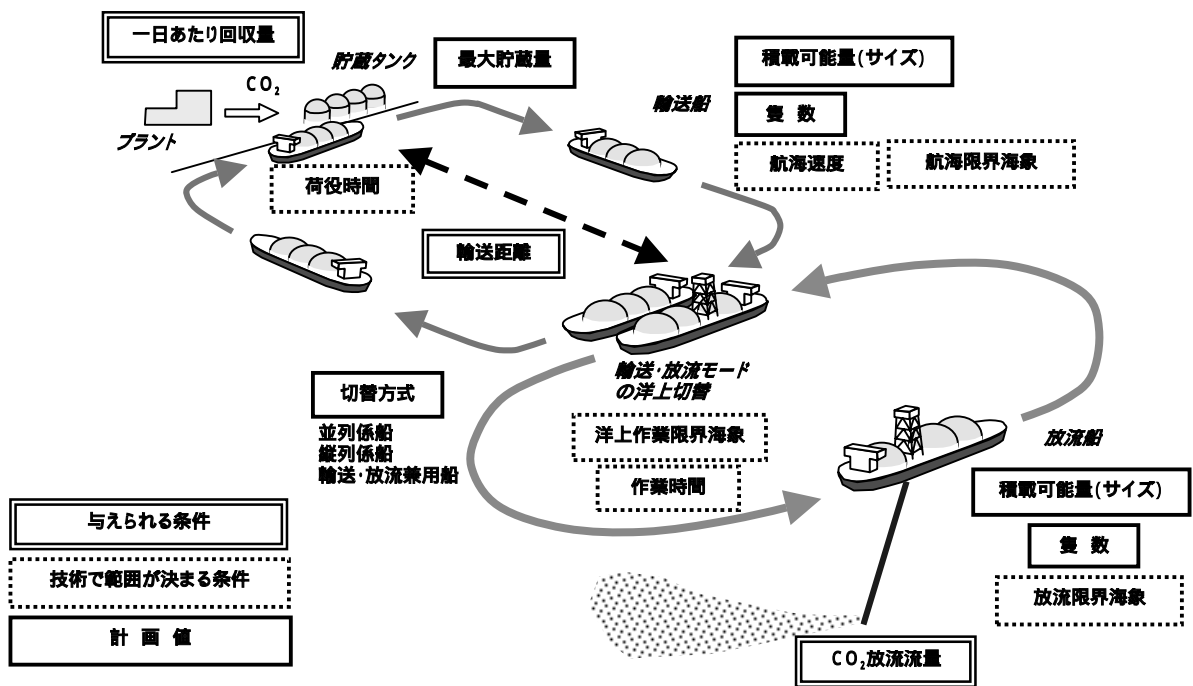 一日あたり回収量
貯蔵タンク
最大貯蔵量
積載可能量(サイズ)
CO₂
輸送船
隻 数
プラント
航海速度
航海限界海象
荷役時間
輸送距離
輸送・放流モード
の洋上切替
切替方式
並列係船
縦列係船
輸送・放流兼用船
洋上作業限界海象
作業時間
放流船
積載可能量(サイズ)
隻 数
放流限界海象
与えられる条件
技術で範囲が決まる条件
計 画 値
CO₂放流流量